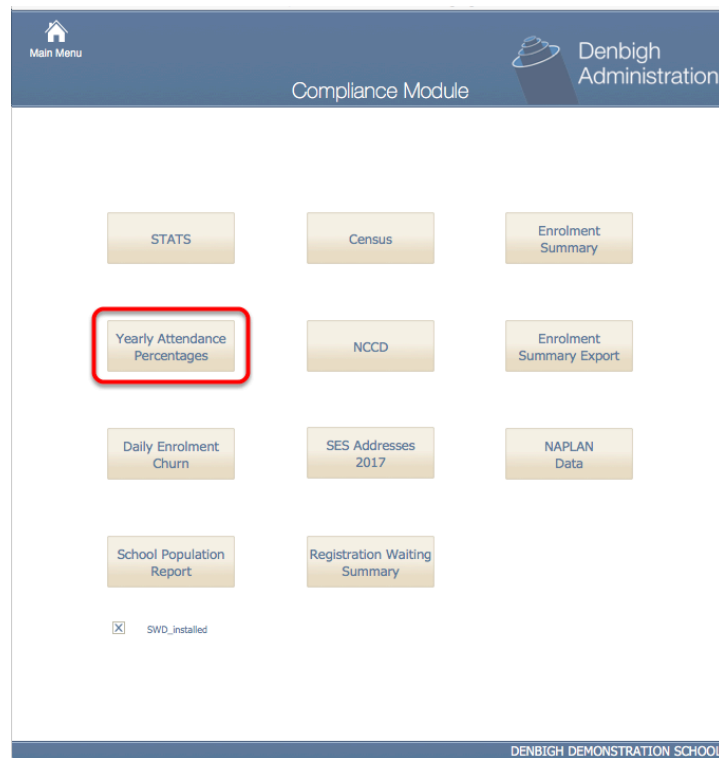 Main Menu
Denbigh
Administration
Compliance Module
STATS
Census
Enrolment
Summary
Yearly Attendance
Percentages
NCCD
Enrolment
Summary Export
Daily Enrolment
Churn
SES Addresses
2017
NAPLAN
Data
School Population
Report
Registration Waiting
Summary
X SWD_installed
DENBIGH DEMONSTRATION SCHOOL